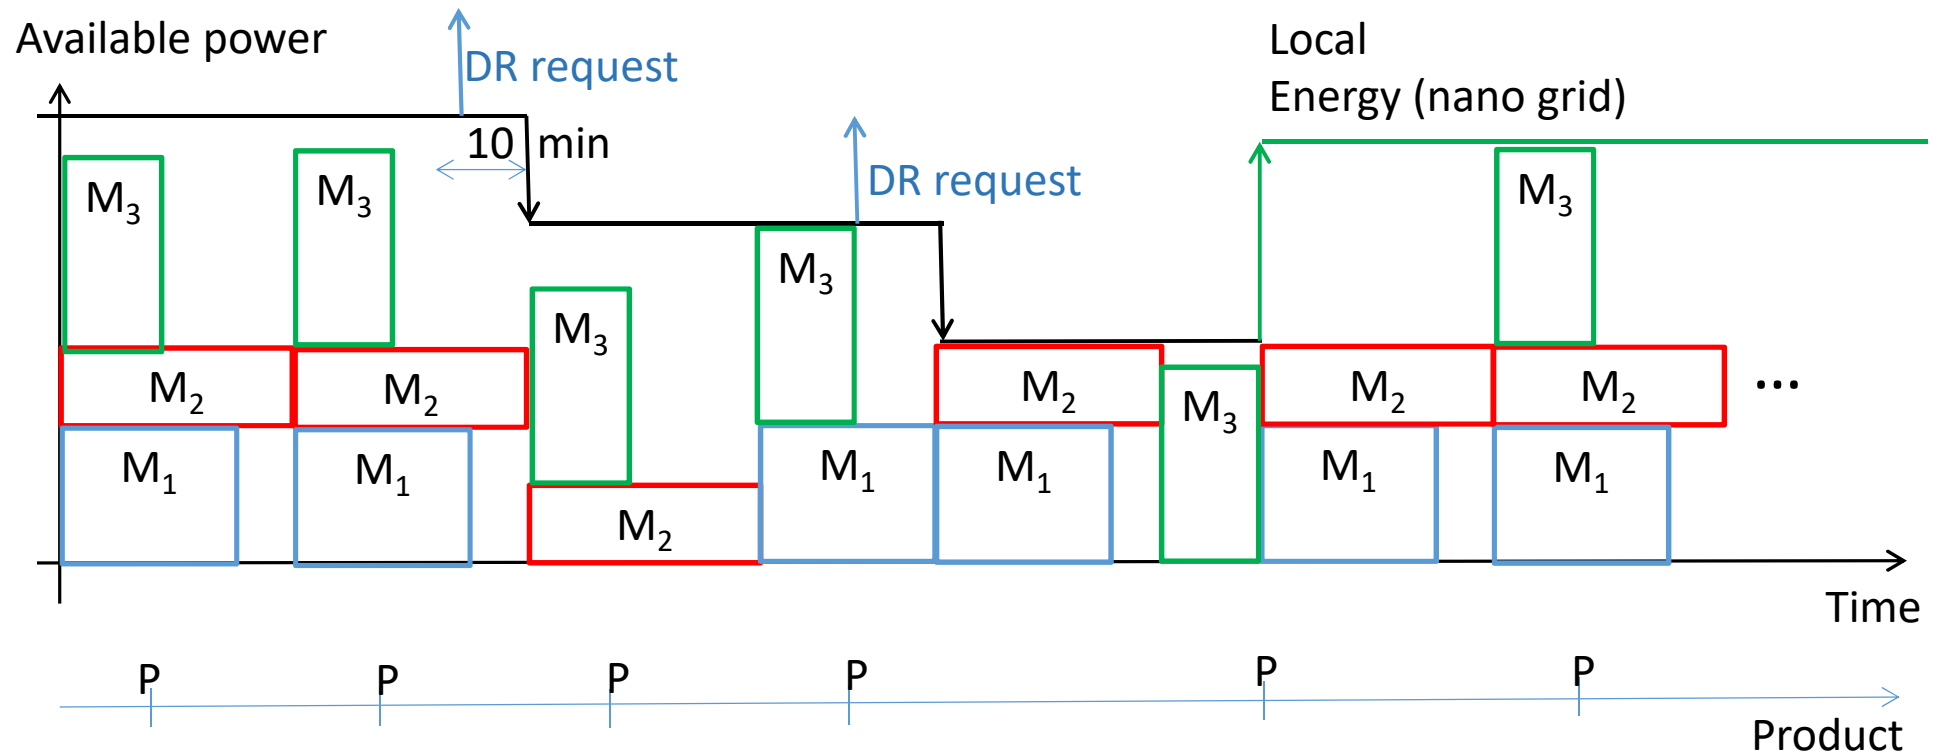 Available power
DR request
Local
Energy (nano grid)
10 min
DR request
M₃
M₃
M₃
M₃
M₃
M₃
M₂
M₂
M₂
M₂
M₂
M₂
...
M₁
M₁
M₁
M₁
M₁
M₁
Time
P P P P P P
Product